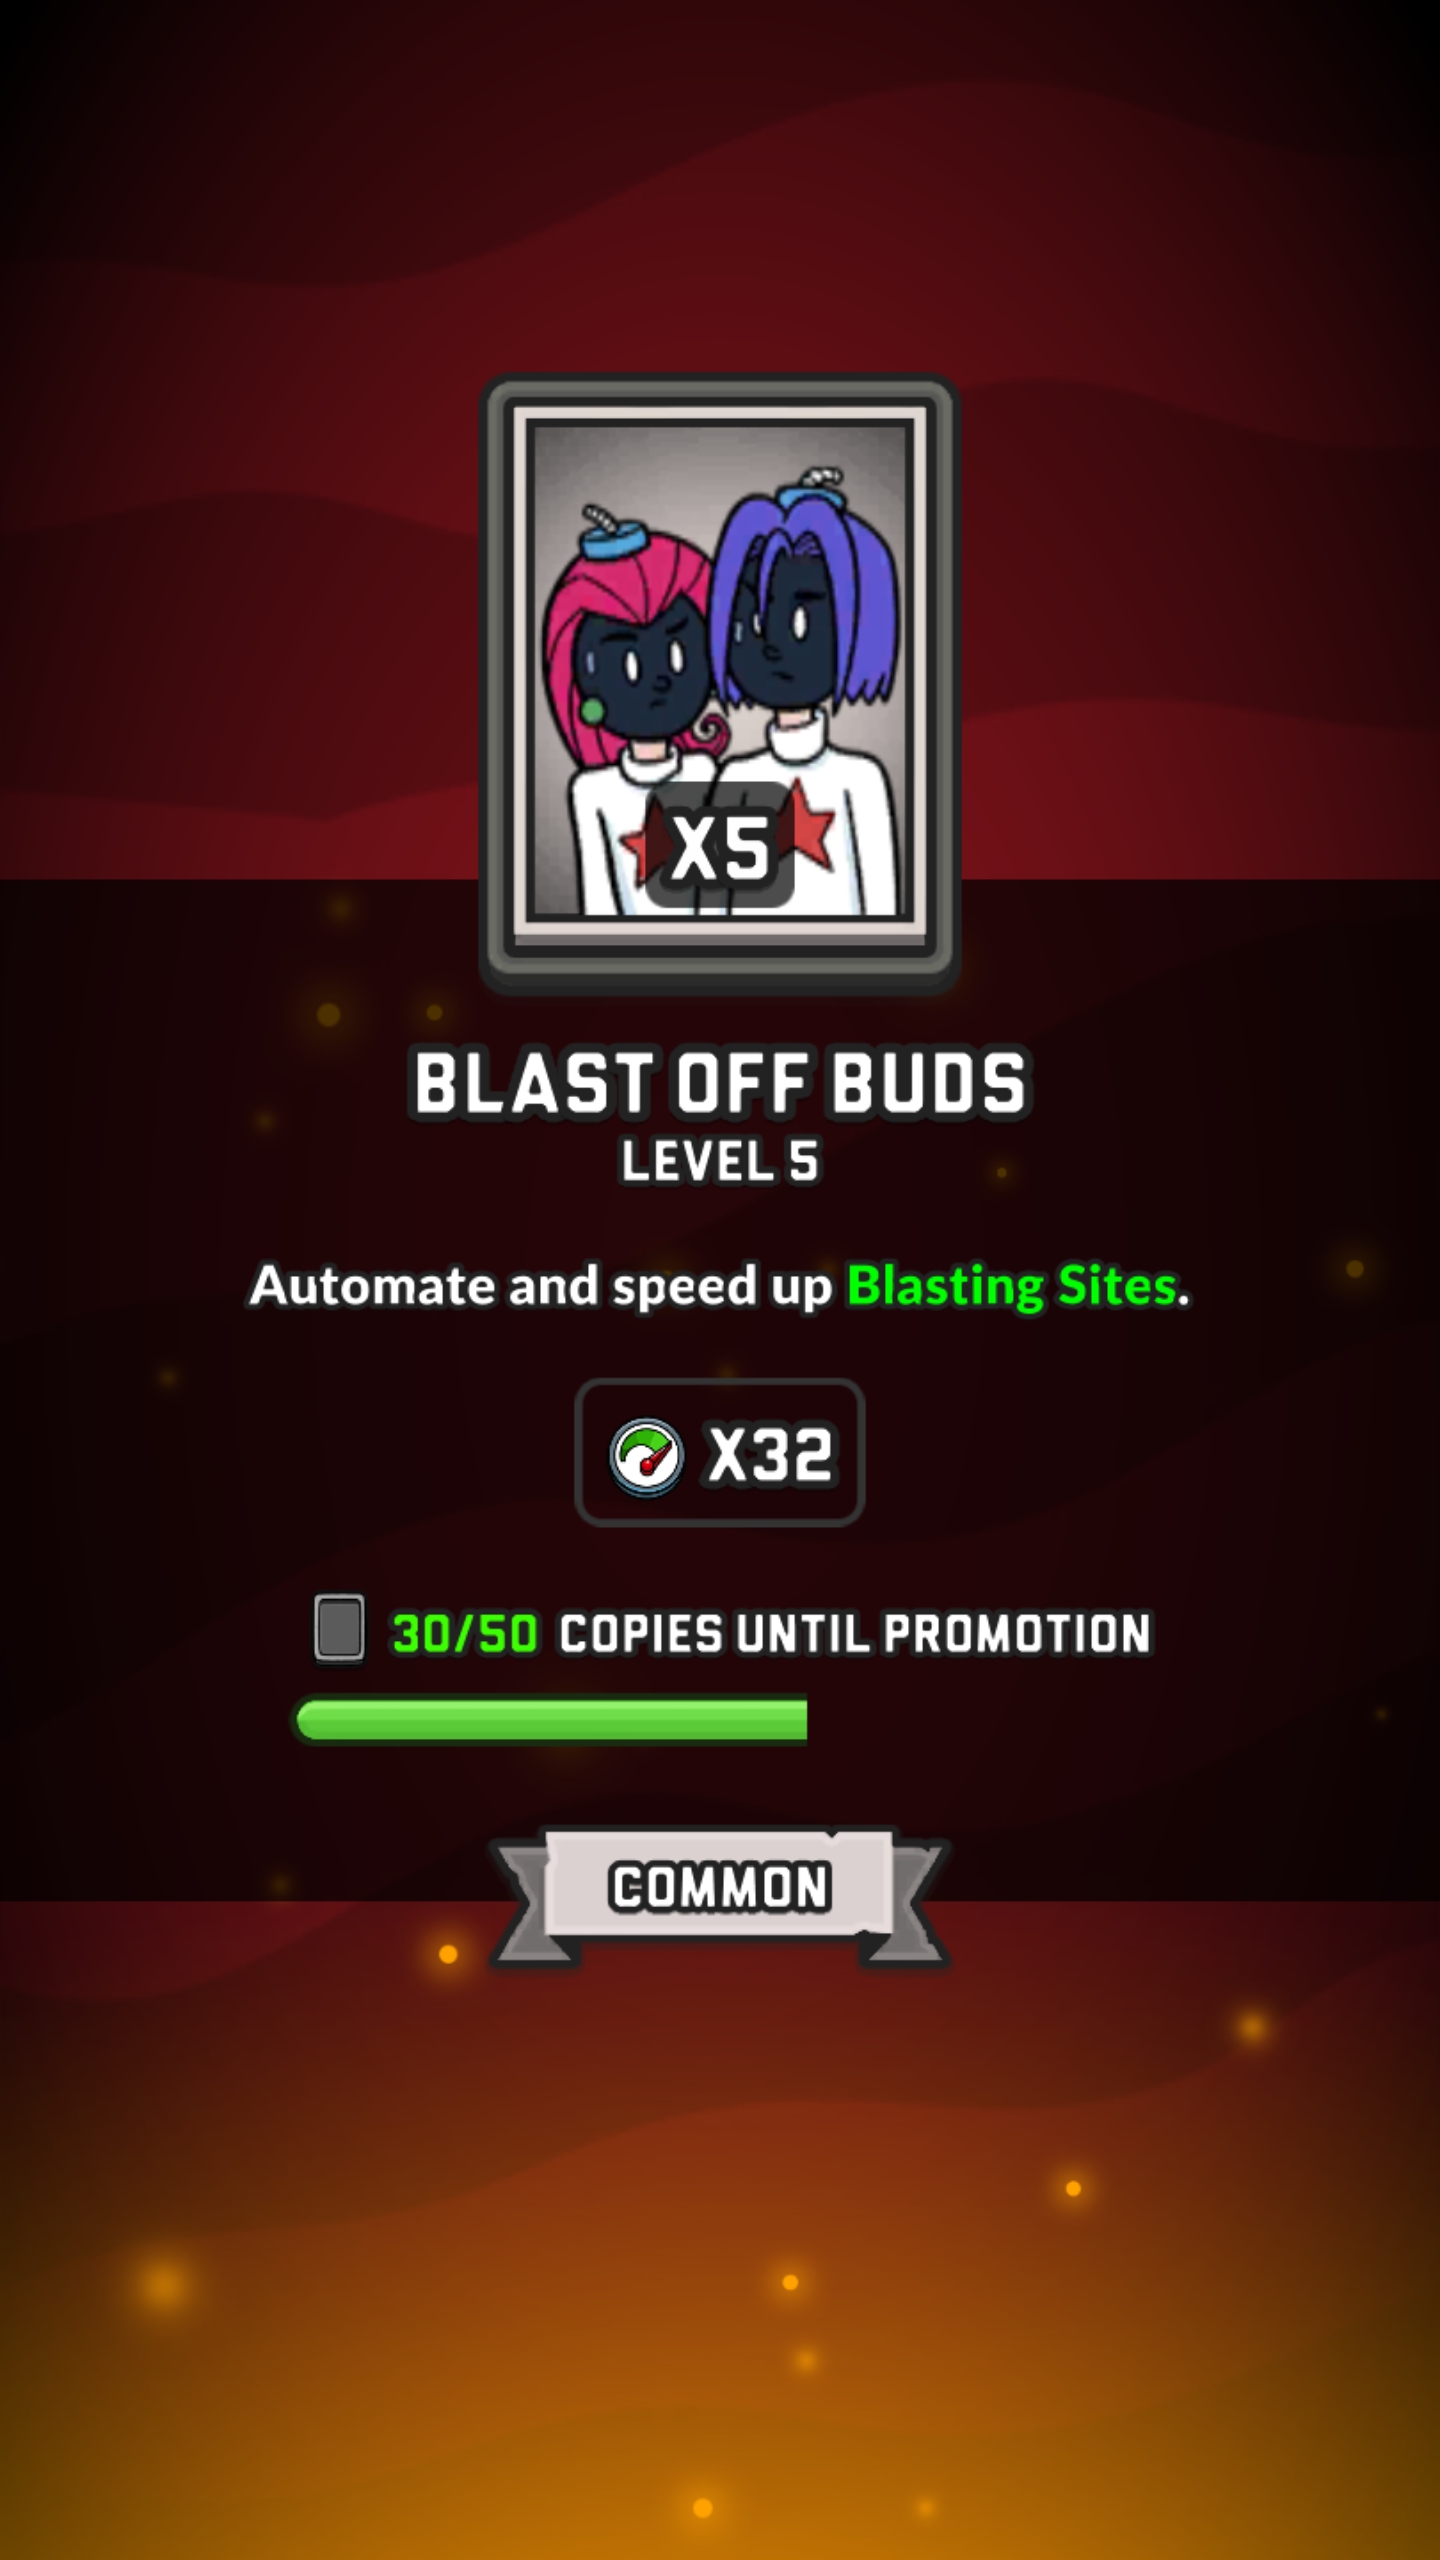 X5
BLAST OFF BUDS
LEVEL 5
Automate and speed up Blasting Sites.
X32
30/50 COPIES UNTIL PROMOTION
COMMON